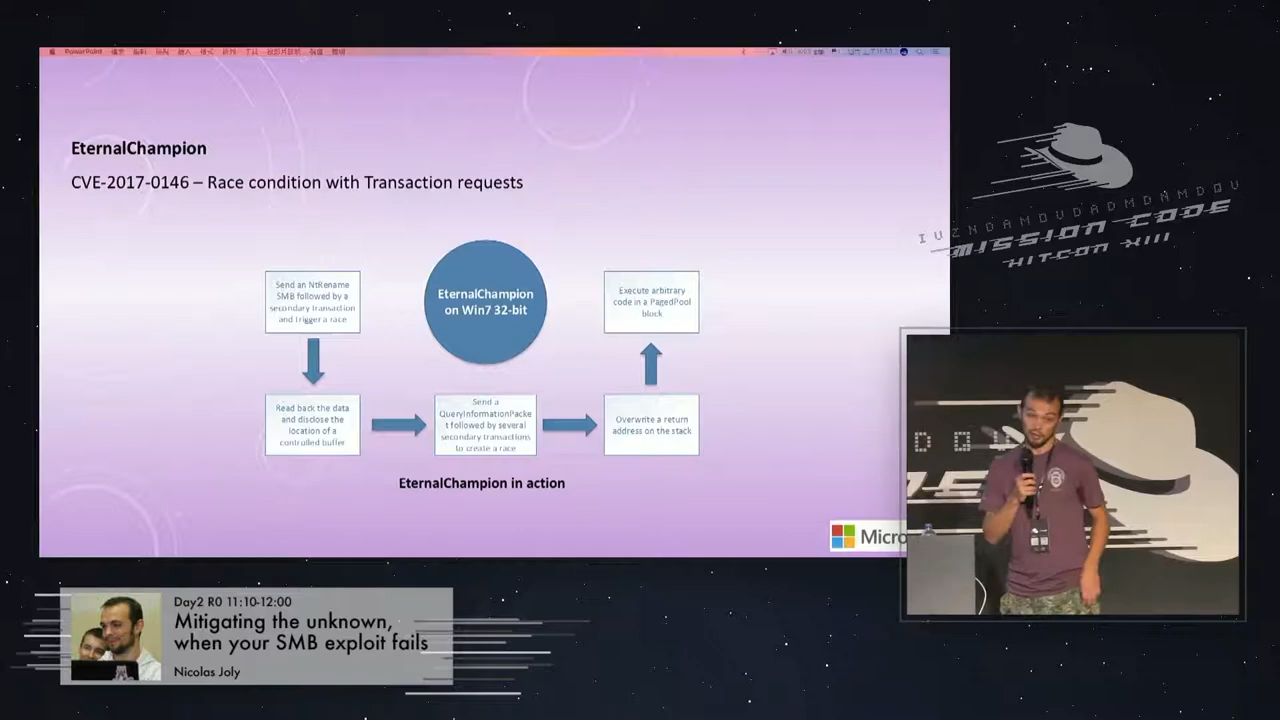 PowerPoint
EternalChampion
CVE-2017-0146 – Race condition with Transaction requests
Send an NtRename
SMB followed by a
secondary transaction
and trigger a race
EternalChampion
on Win7 32-bit
Execute arbitrary
code in a PagedPool
block
Read back the data
and disclose the
location of a
controlled buffer
Send a
QueryInformationPacke
t followed by several
secondary transactions
to create a race
Overwrite a return
address on the stack
EternalChampion in action
Micro
IUZNDAMOUDADMDAMDQU
MISSION CODE
HITCON XIII
Day2 R0 11:10-12:00
Mitigating the unknown,
when your SMB exploit fails
Nicolas Joly